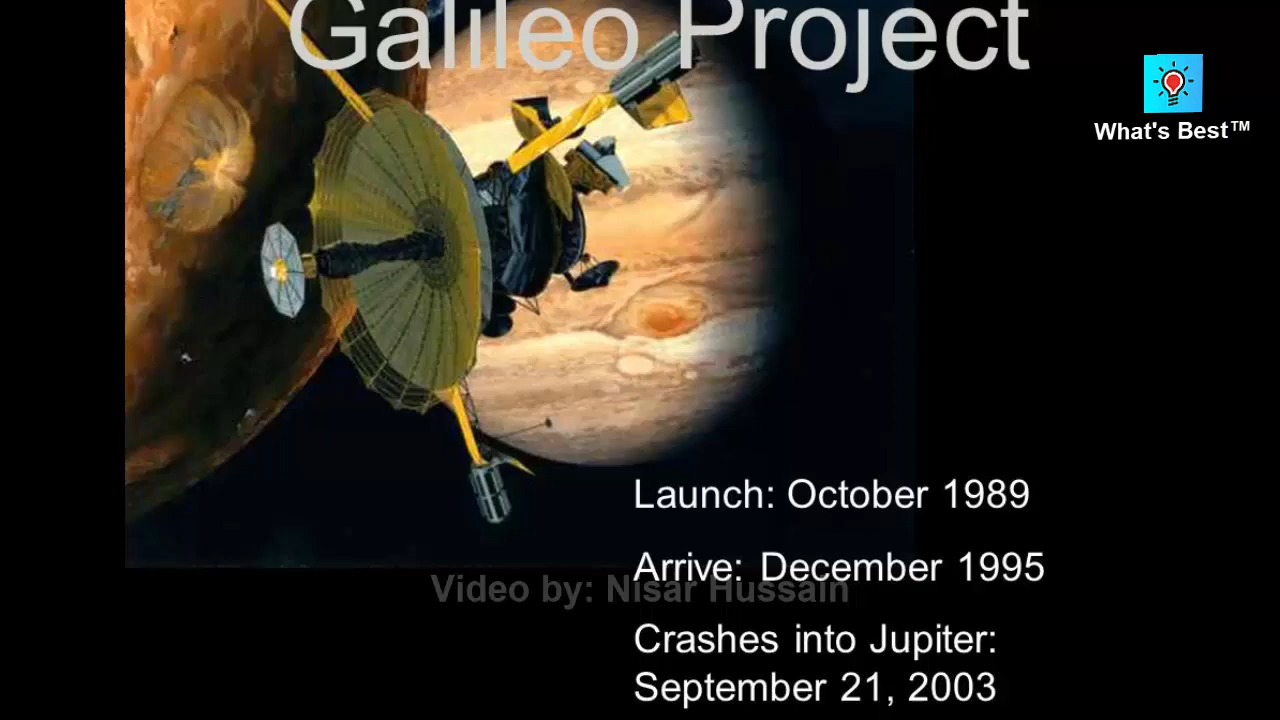 Galileo Project
What's Best™
Launch: October 1989
Arrive: December 1995
Video by: Nisar Hussain
Crashes into Jupiter:
September 21, 2003